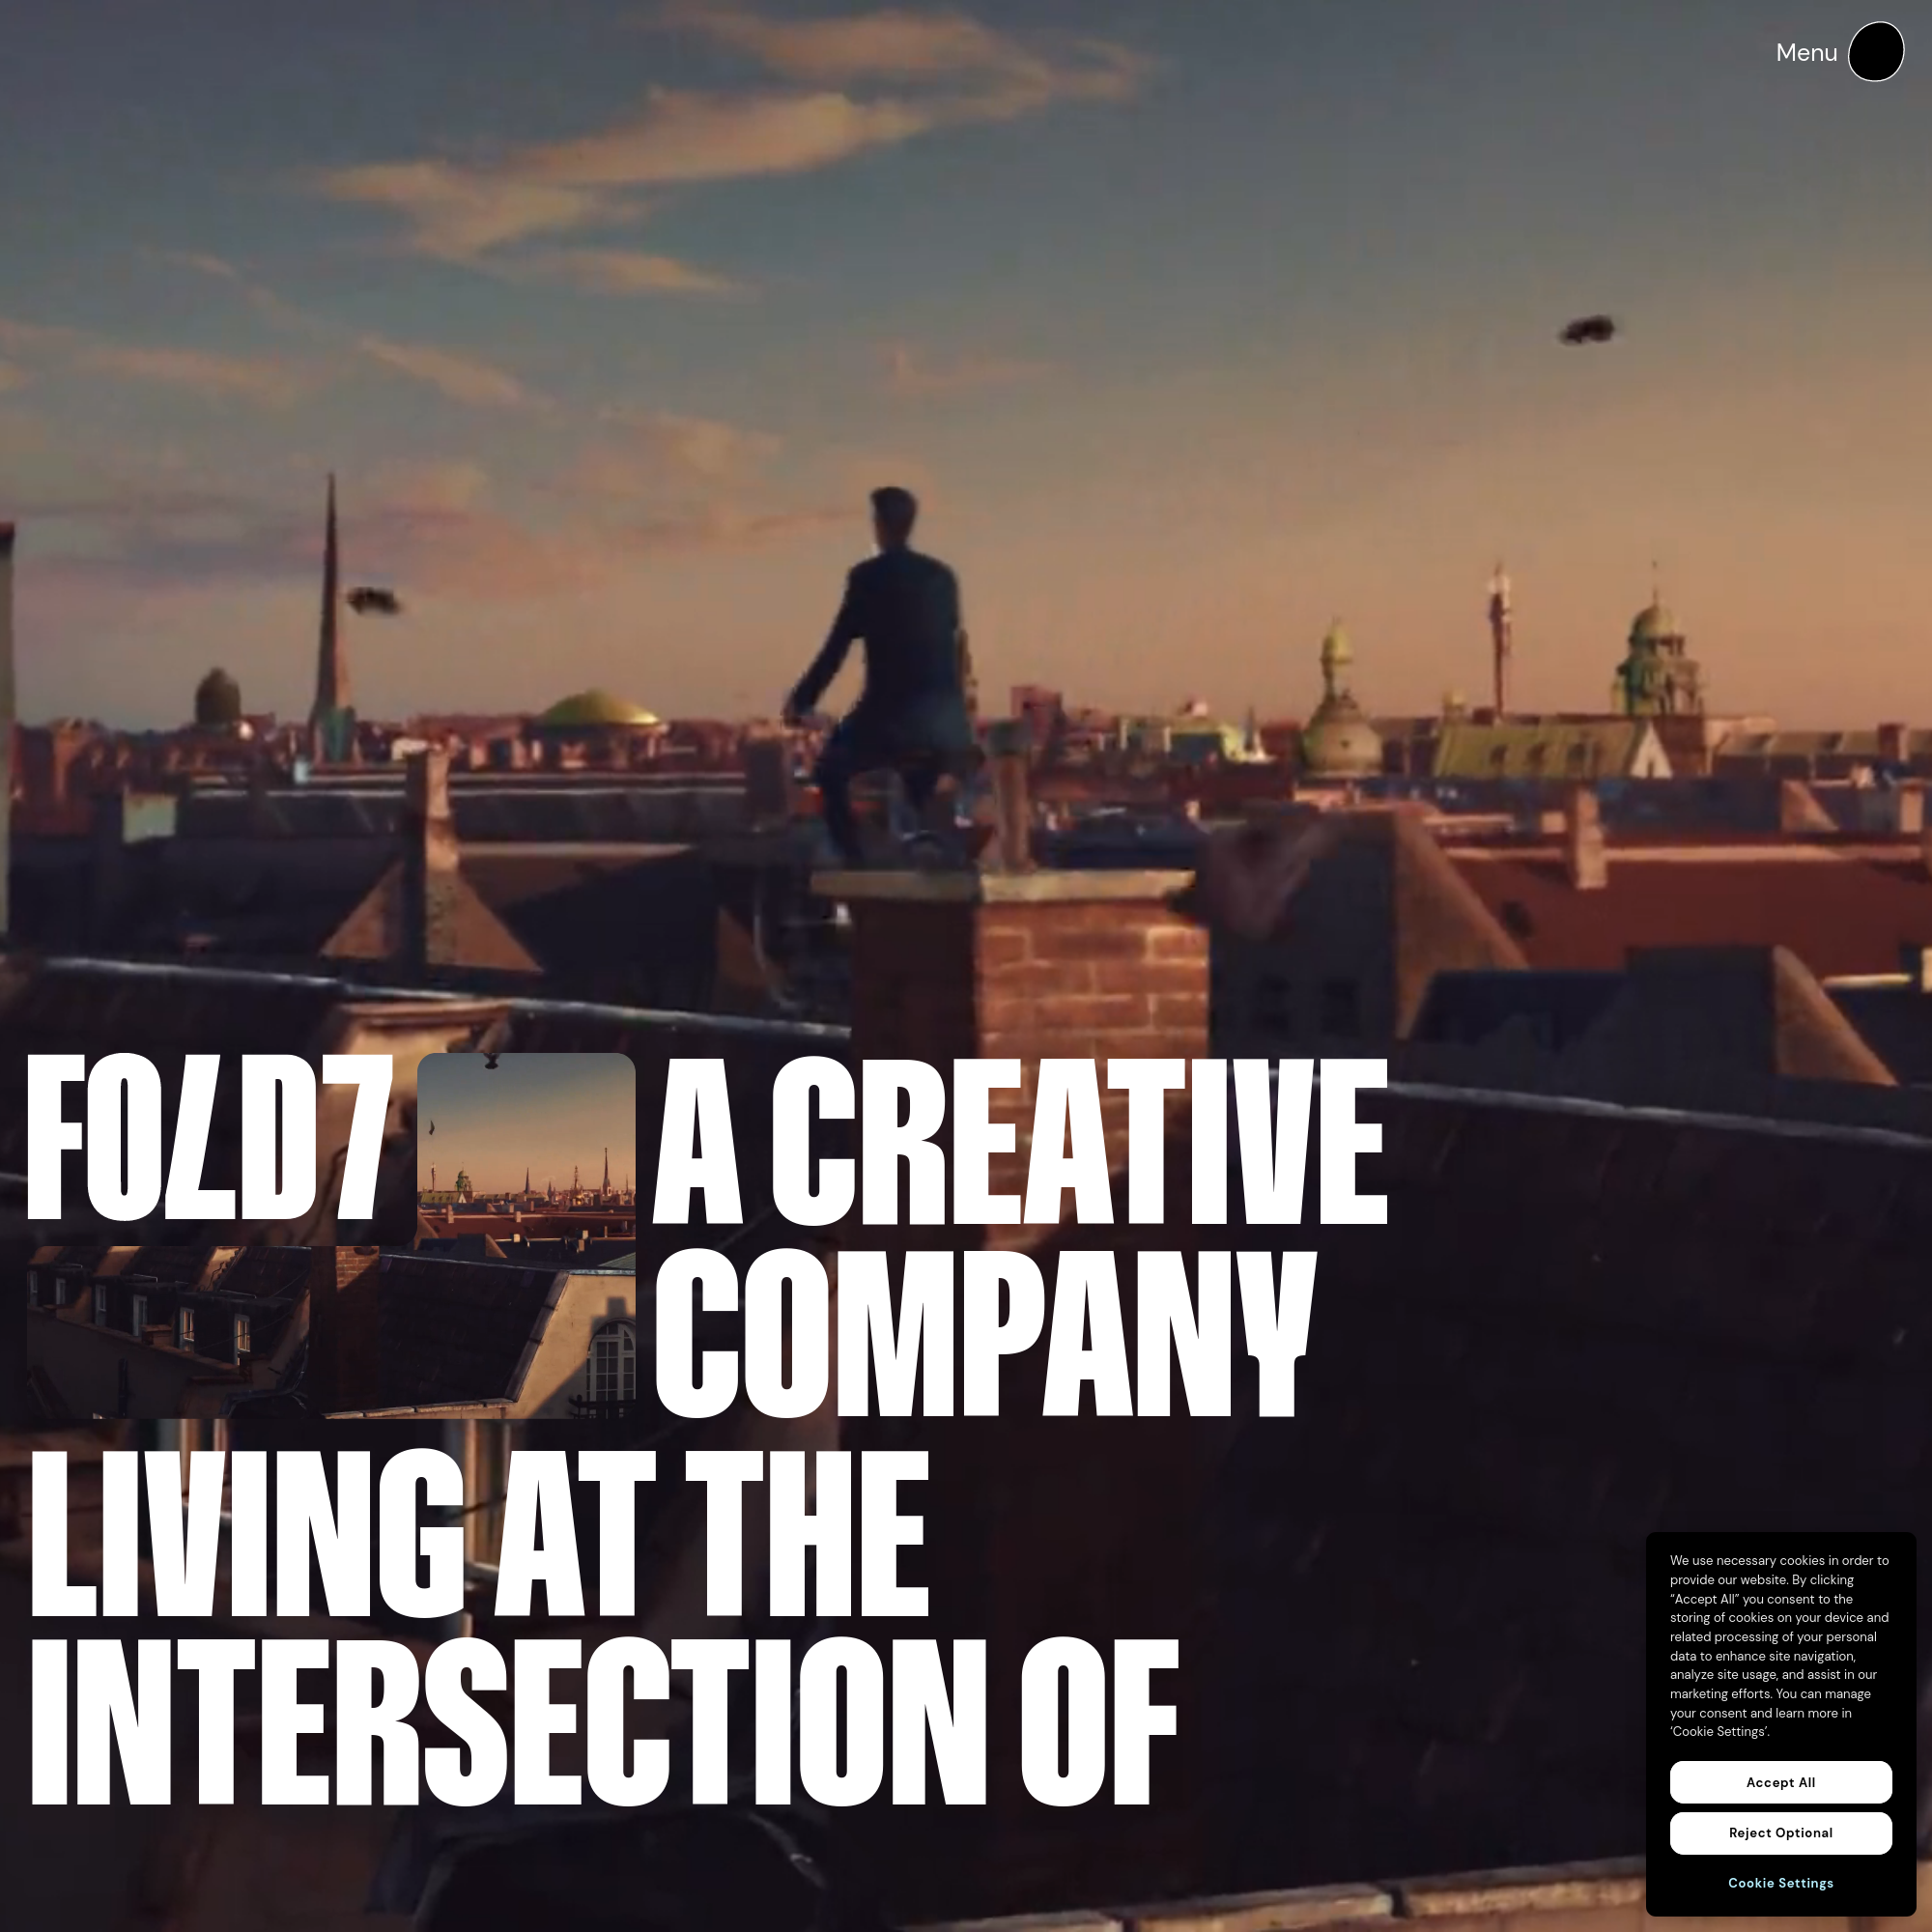 Menu
FOLD7 A CREATIVE
COMPANY
LIVING AT THE
INTERSECTION OF
We use necessary cookies in order to
provide our website. By clicking
“Accept All” you consent to the
storing of cookies on your device and
related processing of your personal
data to enhance site navigation,
analyze site usage, and assist in our
marketing efforts. You can manage
your consent and learn more in
‘Cookie Settings’.
Accept All
Reject Optional
Cookie Settings